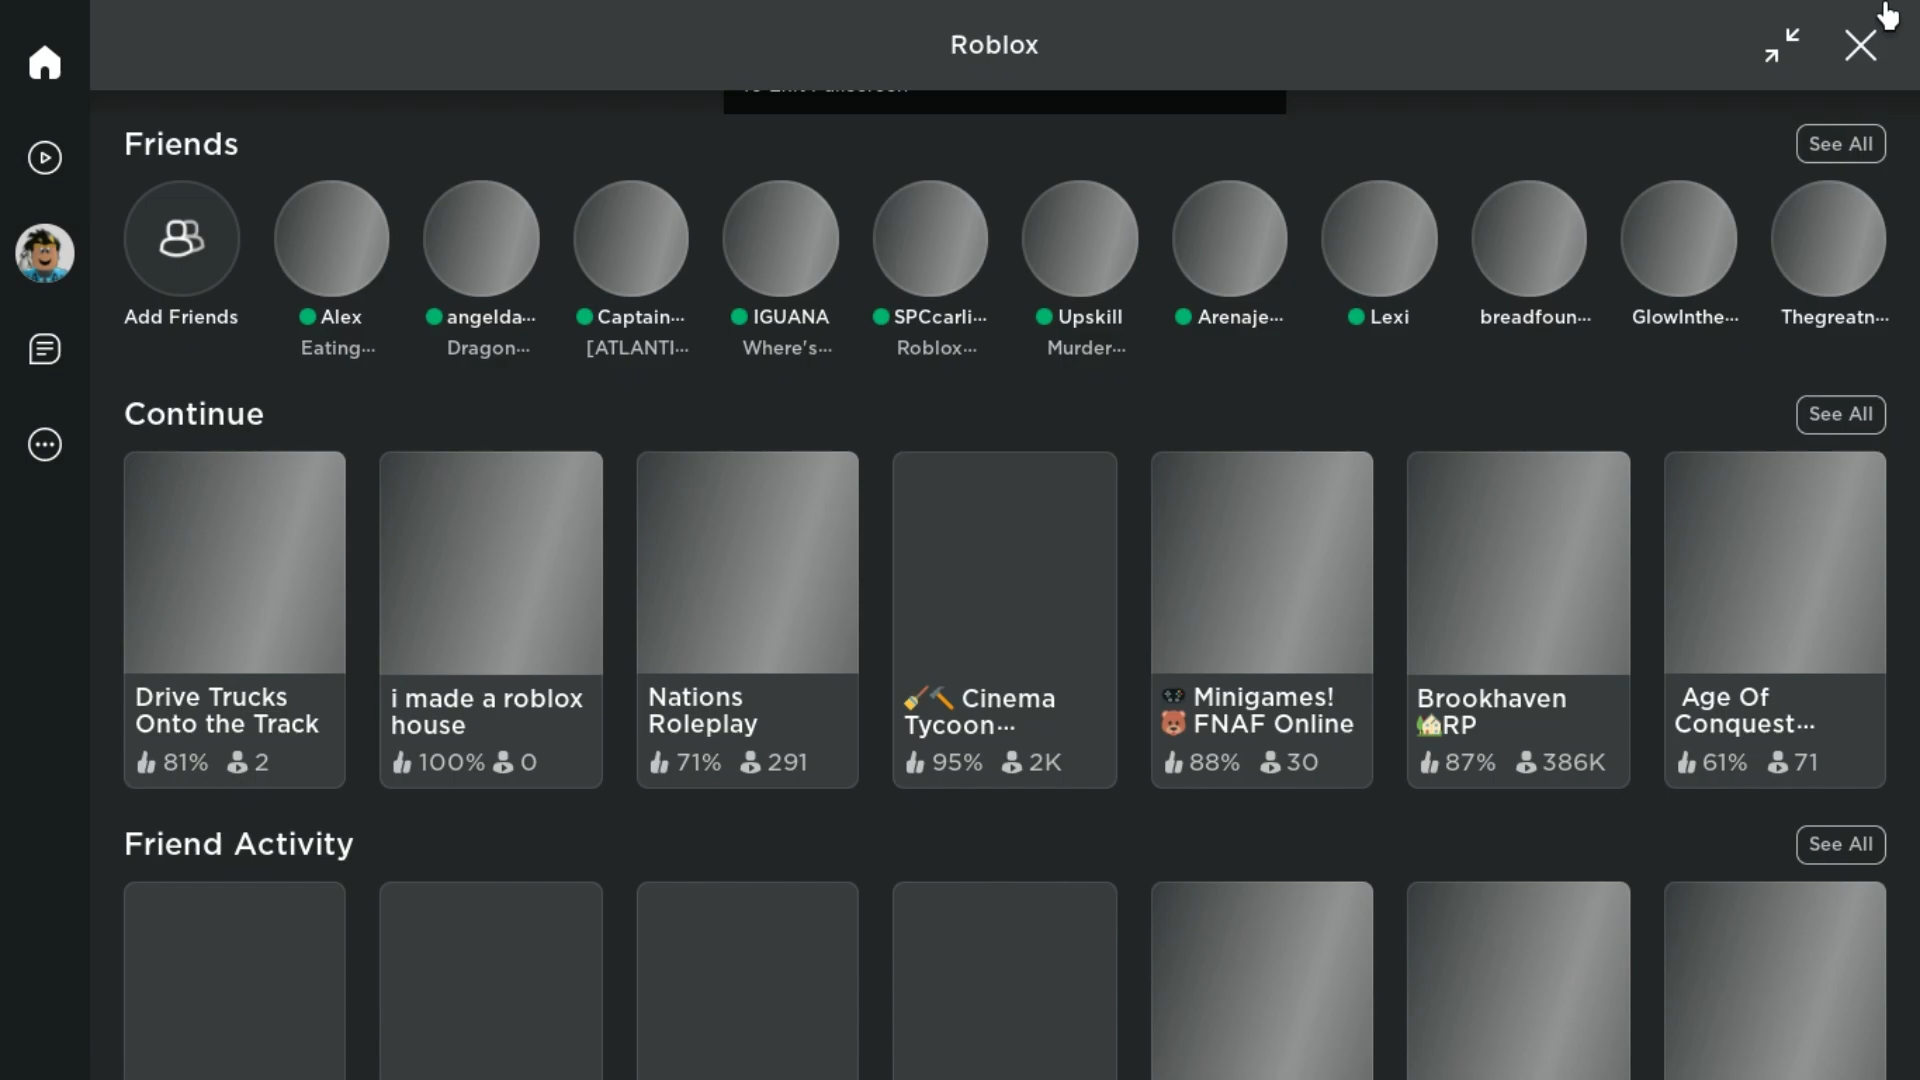 Roblox
Friends
See All
Add Friends
Alex
Eating...
angelda...
Dragon...
Captain...
[ATLANTI...
IGUANA
Where's...
SPCcarli...
Roblox...
Upskill
Murder...
Arenaje...
Lexi
breadfoun...
GlowInthe...
Thegreatn...
Continue
See All
Drive Trucks
Onto the Track
81% 2
i made a roblox
house
100% 0
Nations
Roleplay
71% 291
🧹🔨 Cinema
Tycoon...
95% 2K
🎮 Minigames!
🐻 FNAF Online
88% 30
Brookhaven
🏡RP
87% 386K
Age Of
Conquest...
61% 71
Friend Activity
See All